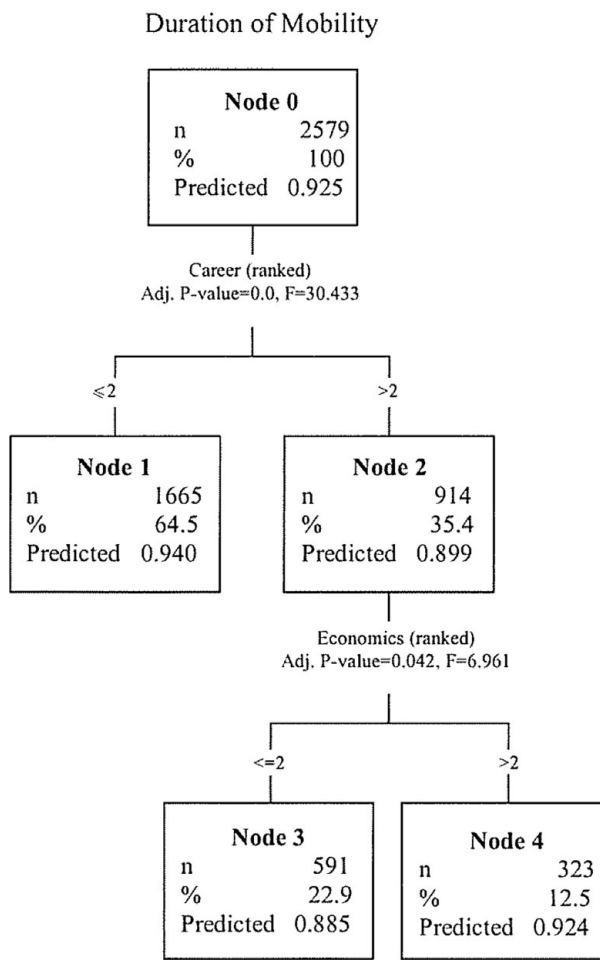 Duration of Mobility
Node 0
n 2579
% 100
Predicted 0.925
Career (ranked)
Adj. P-value=0.0, F=30.433
⩽2
>2
Node 1
n 1665
% 64.5
Predicted 0.940
Node 2
n 914
% 35.4
Predicted 0.899
Economics (ranked)
Adj. P-value=0.042, F=6.961
<=2
>2
Node 3
n 591
% 22.9
Predicted 0.885
Node 4
n 323
% 12.5
Predicted 0.924